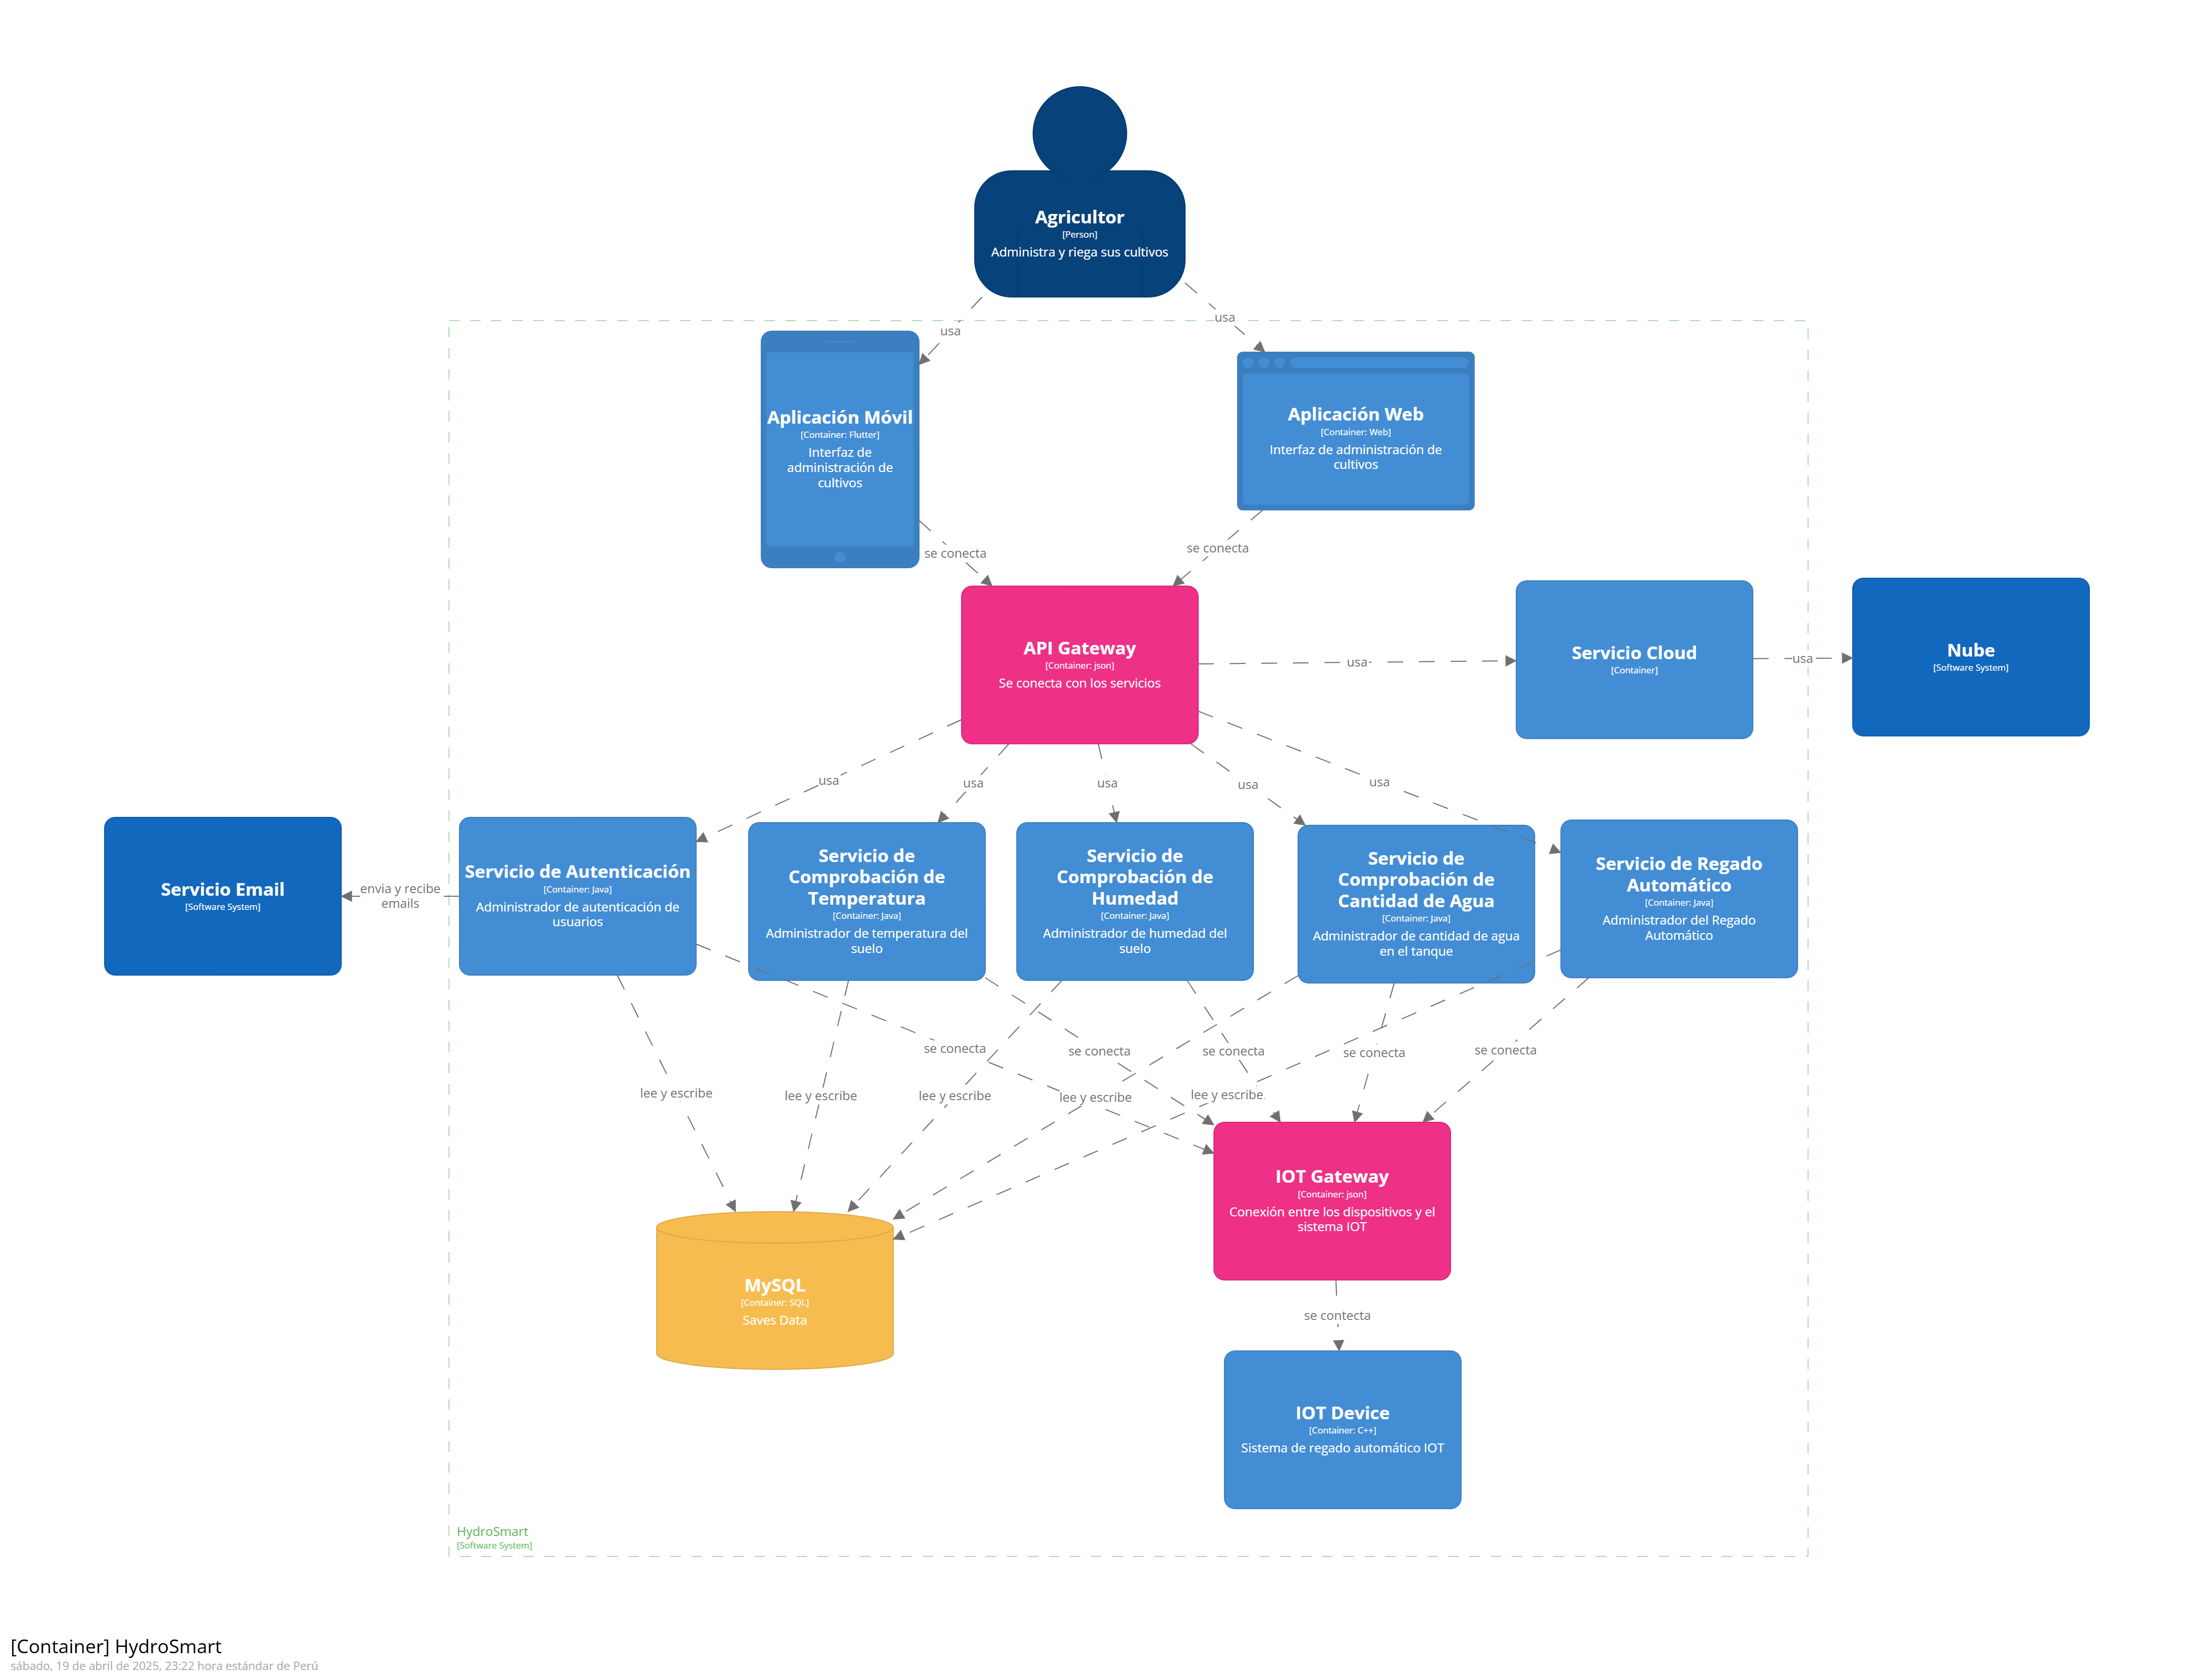 Agricultor
[Person]
Administra y riega sus cultivos
usa
usa
Aplicación Móvil
[Container: Flutter]
Interfaz de
administración de
cultivos
Aplicación Web
[Container: Web]
Interfaz de administración de
cultivos
se conecta
se conecta
API Gateway
[Container: json]
Se conecta con los servicios
usa
Servicio Cloud
[Container]
usa
Nube
[Software System]
usa
usa
usa
usa
usa
Servicio Email
[Software System]
envia y recibe
emails
Servicio de Autenticación
[Container: Java]
Administrador de autenticación de
usuarios
Servicio de
Comprobación de
Temperatura
[Container: Java]
Administrador de temperatura del
suelo
Servicio de
Comprobación de
Humedad
[Container: Java]
Administrador de humedad del
suelo
Servicio de
Comprobación de
Cantidad de Agua
[Container: Java]
Administrador de cantidad de agua
en el tanque
Servicio de Regado
Automático
[Container: Java]
Administrador del Regado
Automático
se conecta
se conecta
se conecta
se conecta
se conecta
lee y escribe
lee y escribe
lee y escribe
lee y escribe
lee y escribe
IOT Gateway
[Container: json]
Conexión entre los dispositivos y el
sistema IOT
MySQL
[Container: SQL]
Saves Data
se contecta
IOT Device
[Container: C++]
Sistema de regado automático IOT
HydroSmart
[Software System]
[Container] HydroSmart
sábado, 19 de abril de 2025, 23:22 hora estándar de Perú